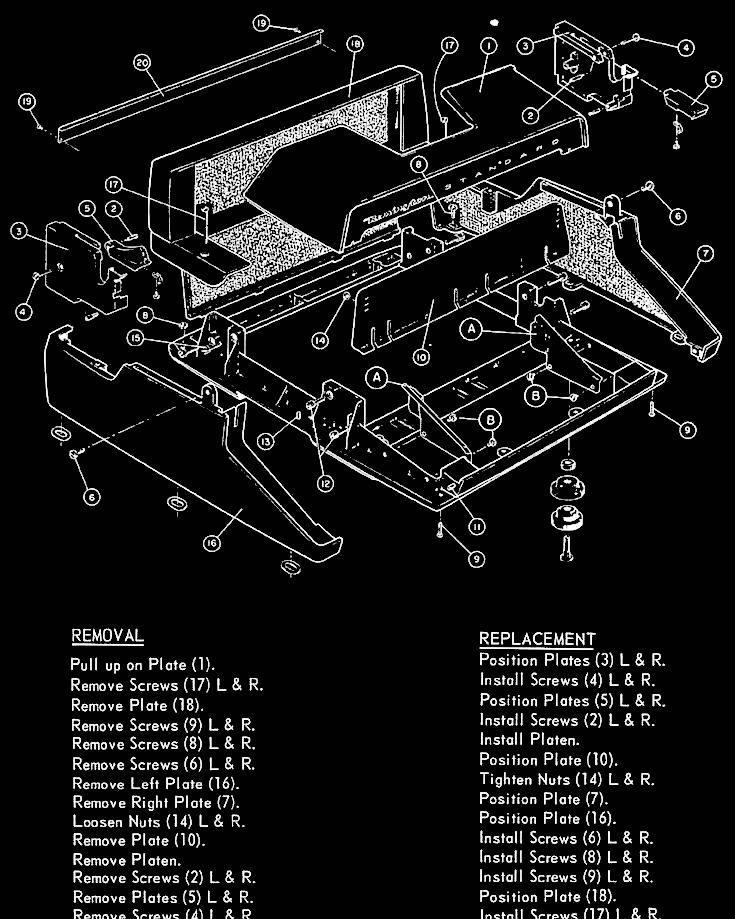 19
18
17
1
3
4
20
2
5
19
8
Remington STANDARD
17
5
2
6
3
7
4
8
14
15
A
10
A
B
B
13
9
12
6
11
16
9
REMOVAL
Pull up on Plate (1).
Remove Screws (17) L & R.
Remove Plate (18).
Remove Screws (9) L & R.
Remove Screws (8) L & R.
Remove Screws (6) L & R.
Remove Left Plate (16).
Remove Right Plate (7).
Loosen Nuts (14) L & R.
Remove Plate (10).
Remove Platen.
Remove Screws (2) L & R.
Remove Plates (5) L & R.
Remove Screws (4) L & R
REPLACEMENT
Position Plates (3) L & R.
Install Screws (4) L & R.
Position Plates (5) L & R.
Install Screws (2) L & R.
Install Platen.
Position Plate (10).
Tighten Nuts (14) L & R.
Position Plate (7).
Position Plate (16).
Install Screws (6) L & R.
Install Screws (8) L & R.
Install Screws (9) L & R.
Position Plate (18).
Install Screws (17) L & R